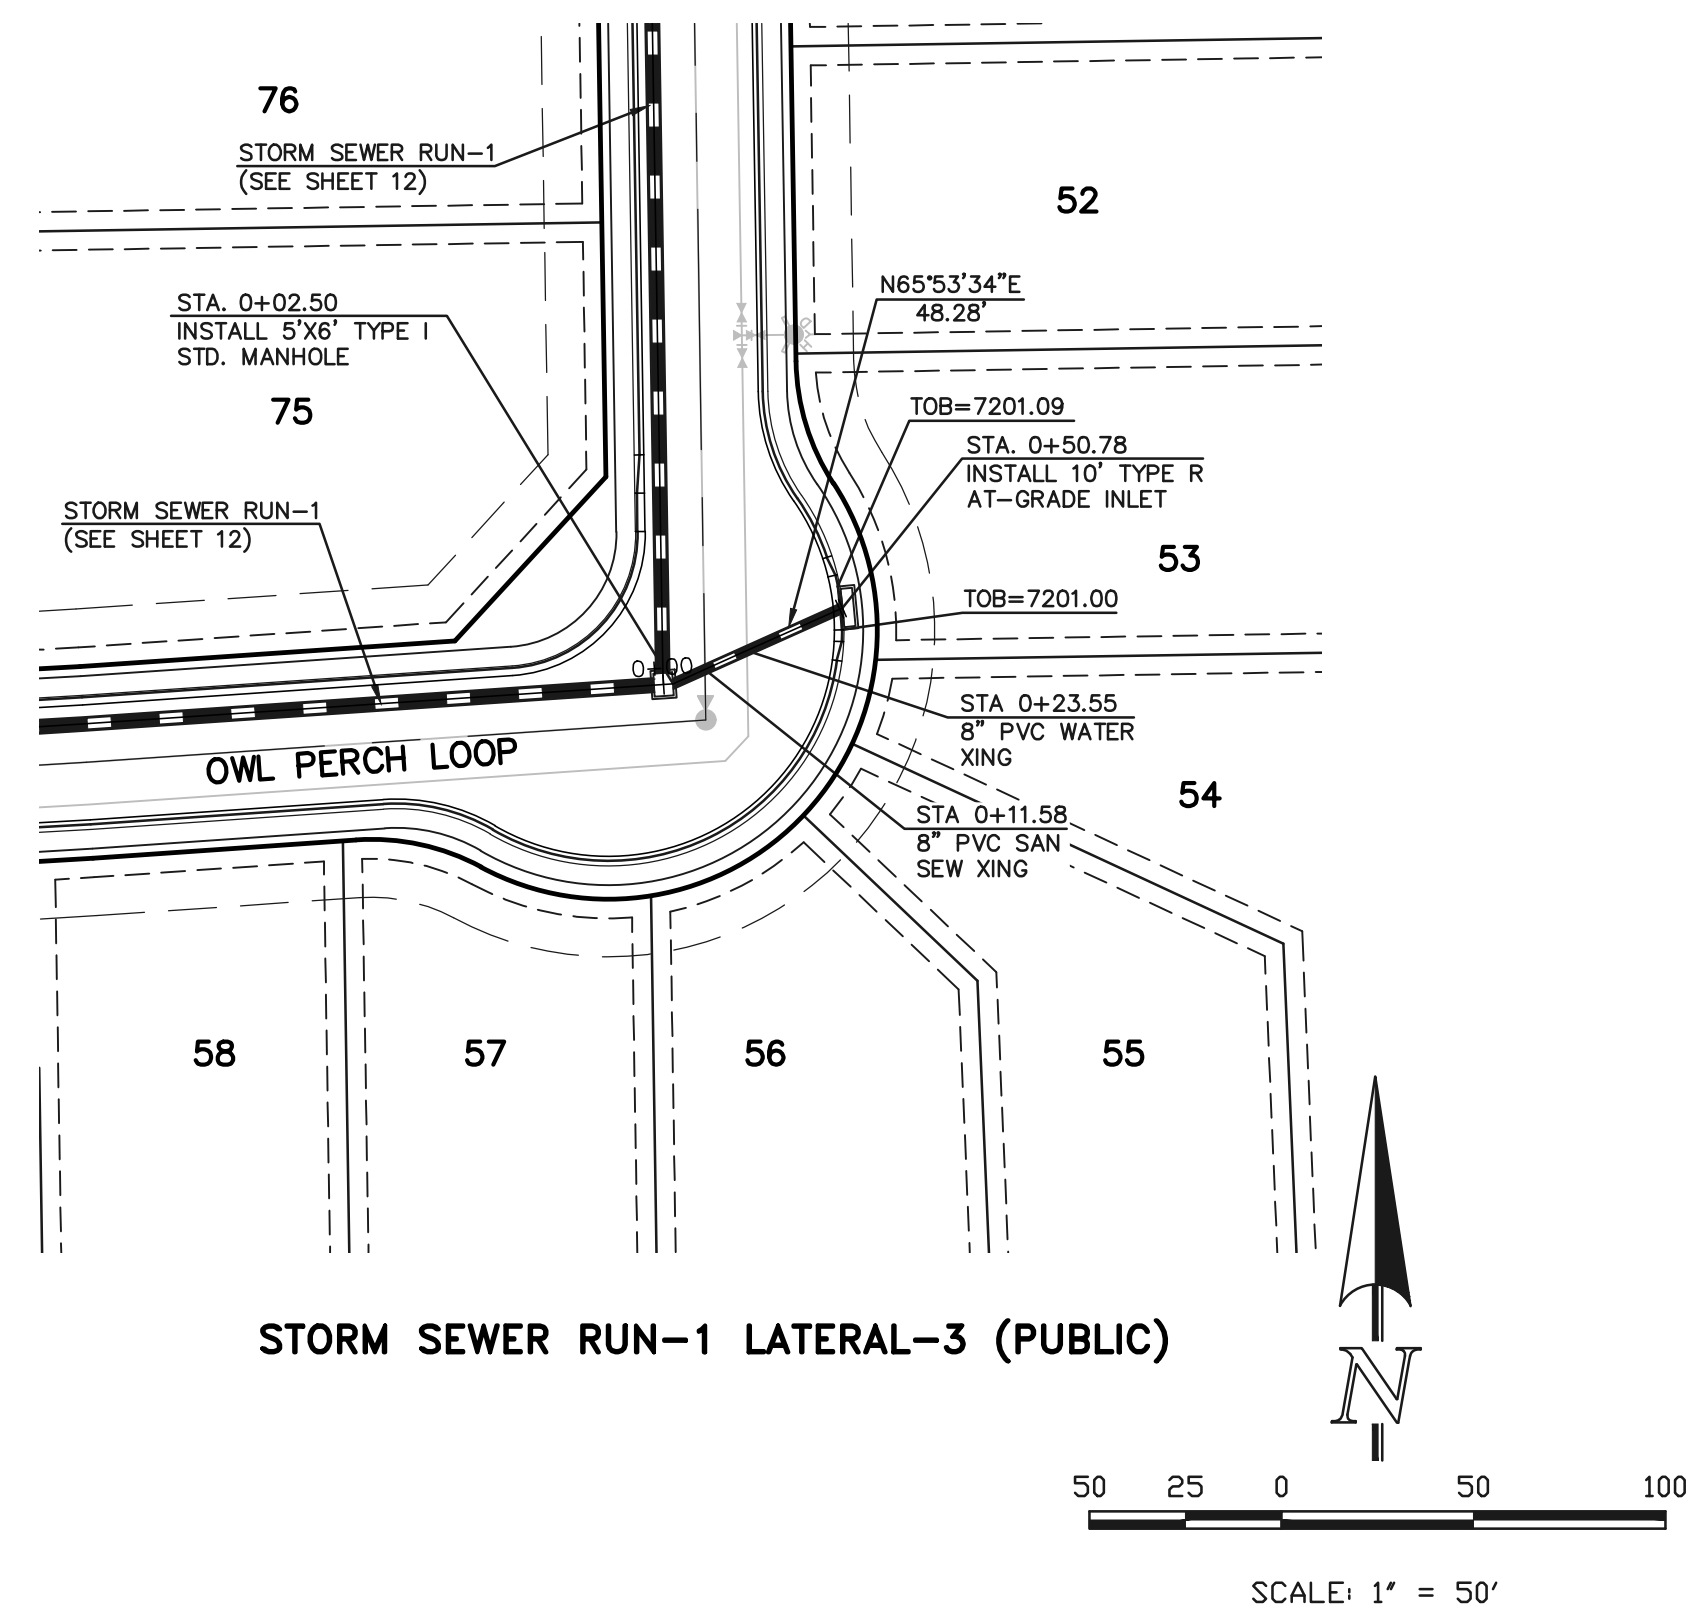 76
STORM SEWER RUN-1
(SEE SHEET 12)
52
N65°53'34"E
48.28'
STA. 0+02.50
INSTALL 5'X6' TYPE I
STD. MANHOLE
HYD
75
TOB=7201.09
STA. 0+50.78
INSTALL 10' TYPE R
AT-GRADE INLET
STORM SEWER RUN-1
(SEE SHEET 12)
53
TOB=7201.00
0+00
STA 0+23.55
8" PVC WATER
XING
OWL PERCH LOOP
54
STA 0+11.58
8" PVC SAN
SEW XING
58
57
56
55
STORM SEWER RUN-1 LATERAL-3 (PUBLIC)
N
50 25 0 50 100
SCALE: 1" = 50'